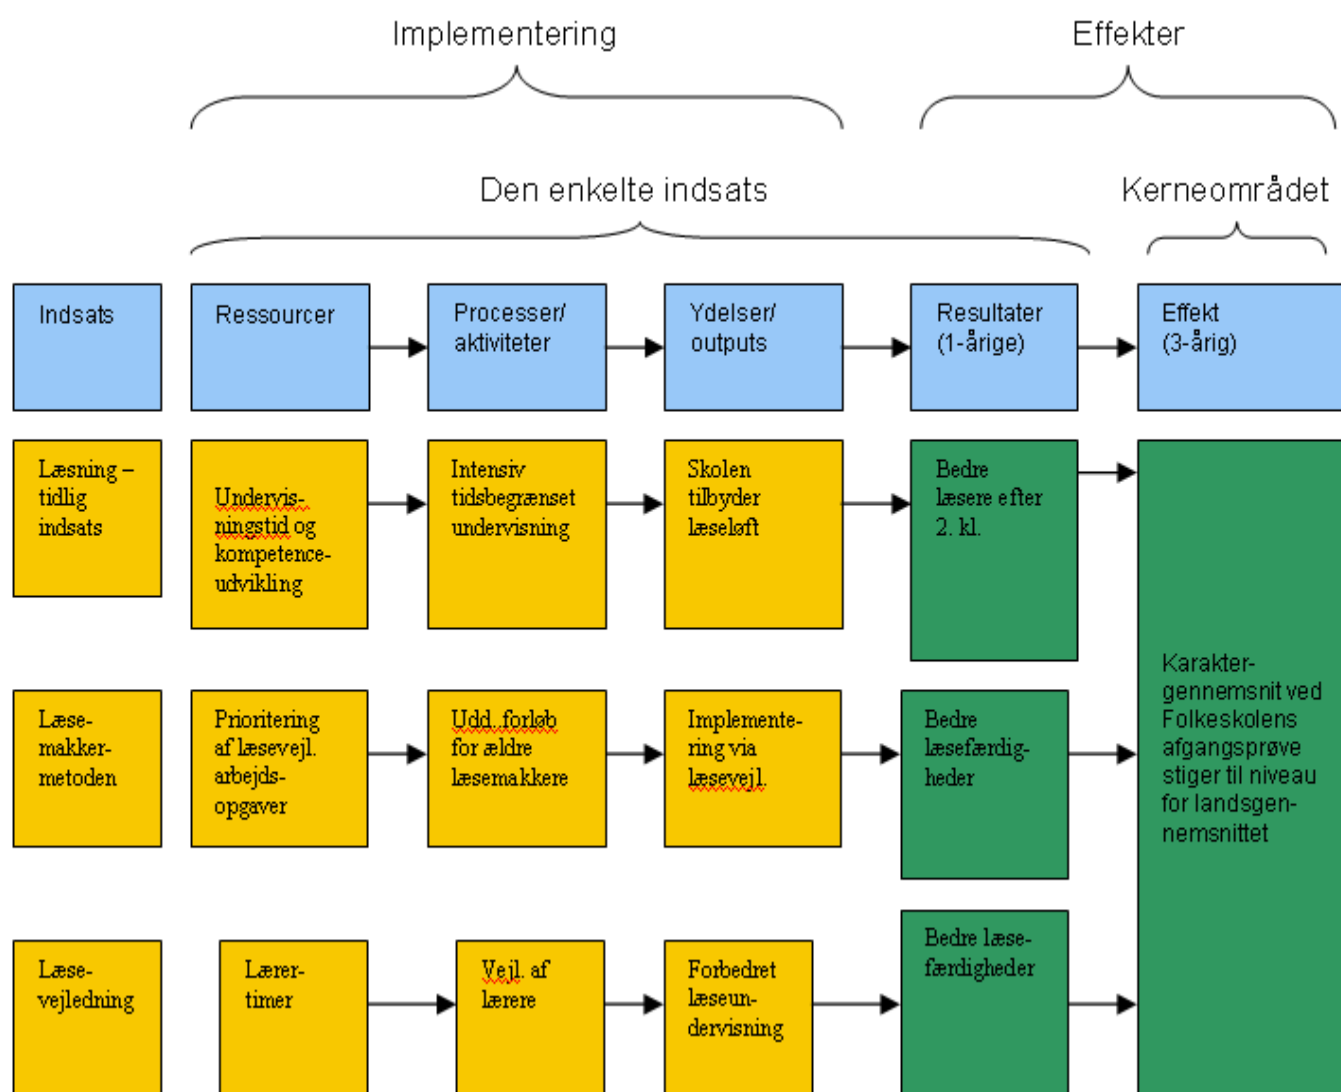 Implementering
Effekter
Den enkelte indsats
Kerneområdet
Indsats
Ressourcer
Processer/
aktiviteter
Ydelser/
outputs
Resultater
(1-årige)
Effekt
(3-årig)
Læsning –
tidlig
indsats
Undervis-
ningstid og
kompetence-
udvikling
Intensiv
tidsbegrænset
undervisning
Skolen
tilbyder
læseløft
Bedre
læsere efter
2. kl.
Læse-
makker-
metoden
Prioritering
af læsevejl.
arbejds-
opgaver
Udd. forløb
for ældre
læsemakkere
Implemente-
ring via
læsevejl.
Bedre
læsefærdig-
heder
Karakter-
gennemsnit ved
Folkeskolens
afgangsprøve
stiger til niveau
for landsgen-
nemsnittet
Læse-
vejledning
Lærer-
timer
Vejl. af
lærere
Forbedret
læseun-
dervisning
Bedre læse-
færdigheder